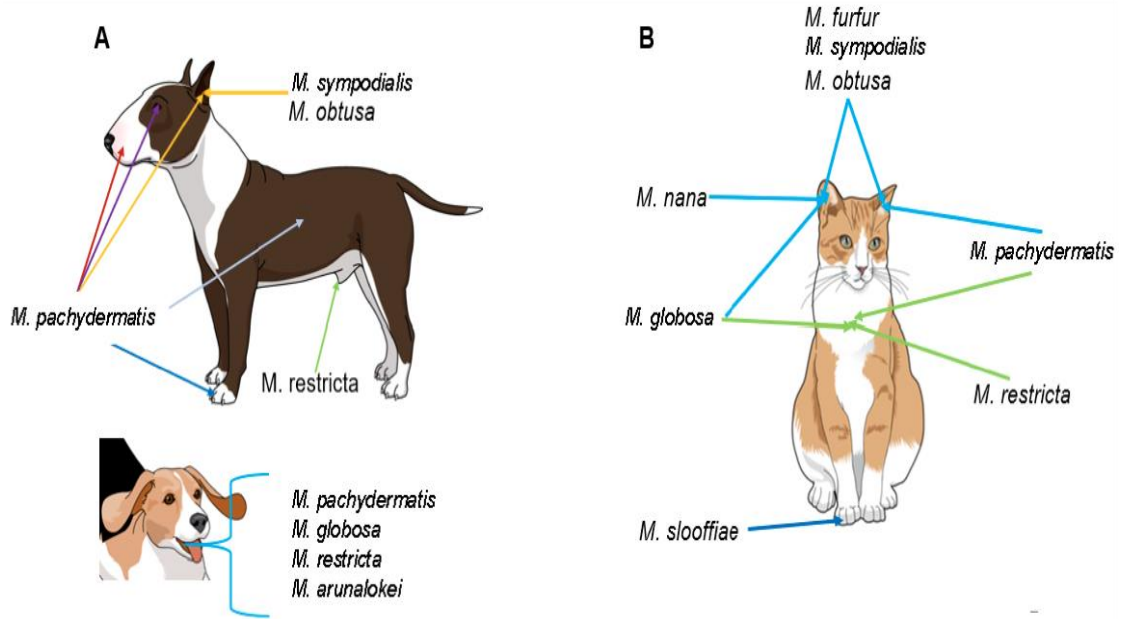 A
M. sympodialis
M. obtusa
M. pachydermatis
M. restricta
M. pachydermatis
M. globosa
M. restricta
M. arunalokei
B
M. furfur
M. sympodialis
M. obtusa
M. nana
M. pachydermatis
M. globosa
M. restricta
M. slooffiae